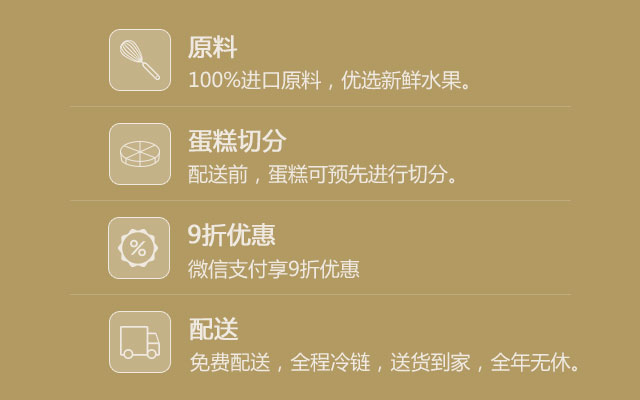 原料
100%进口原料，优选新鲜水果。
蛋糕切分
配送前，蛋糕可预先进行切分。
%
9折优惠
微信支付享9折优惠
配送
免费配送，全程冷链，送货到家，全年无休。